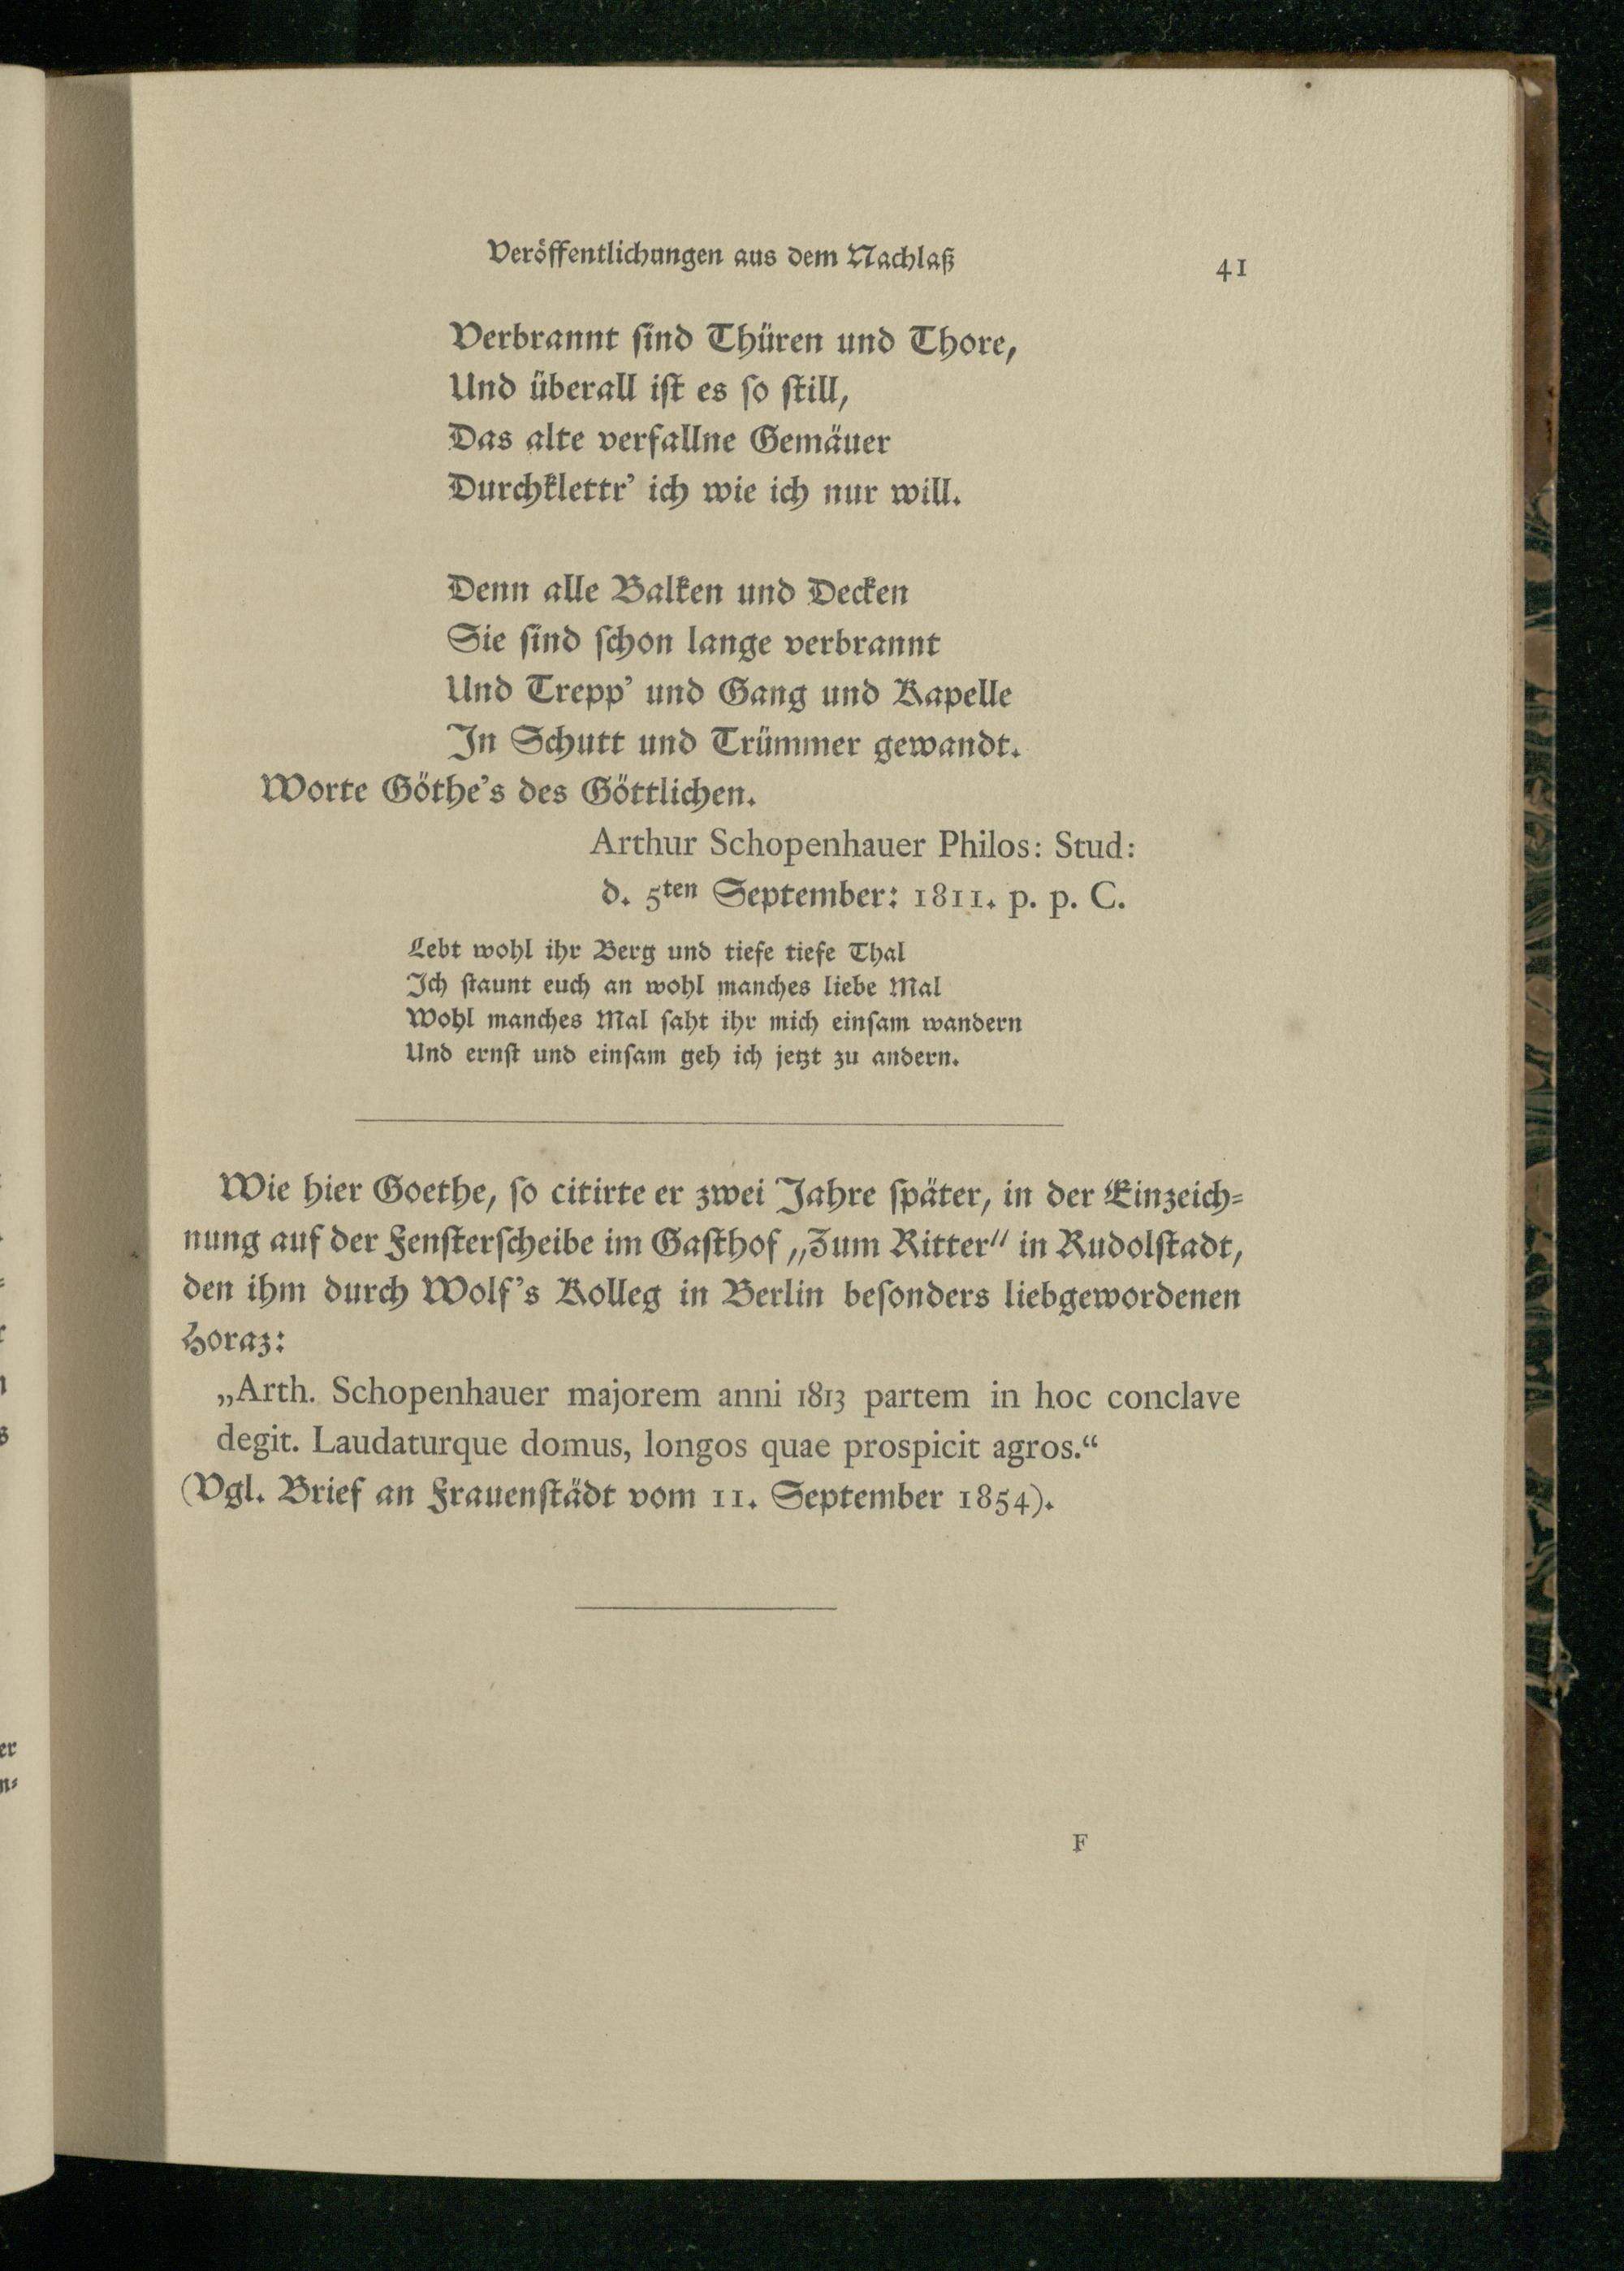 Veröffentlichungen aus dem Nachlaß 41
Verbrannt sind Thüren und Thore,
Und überall ist es so still,
Das alte verfallne Gemäuer
Durchklettr' ich wie ich nur will.
Denn alle Balken und Decken
Sie sind schon lange verbrannt
Und Trepp' und Gang und Kapelle
In Schutt und Trümmer gewandt.
Worte Göthe's des Göttlichen.
Arthur Schopenhauer Philos: Stud:
d. 5ten September: 1811. p. p. C.
Lebt wohl ihr Berg und tiefe tiefe Thal
Ich staunt euch an wohl manches liebe Mal
Wohl manches Mal saht ihr mich einsam wandern
Und ernst und einsam geh ich jetzt zu andern.
Wie hier Goethe, so citirte er zwei Jahre später, in der Einzeich-
nung auf der Fensterscheibe im Gasthof „Zum Ritter“ in Rudolstadt,
den ihm durch Wolf's Kolleg in Berlin besonders liebgewordenen
Horaz:
„Arth. Schopenhauer majorem anni 1813 partem in hoc conclave
degit. Laudaturque domus, longos quae prospicit agros.“
(Vgl. Brief an Frauenstädt vom 11. September 1854).
F